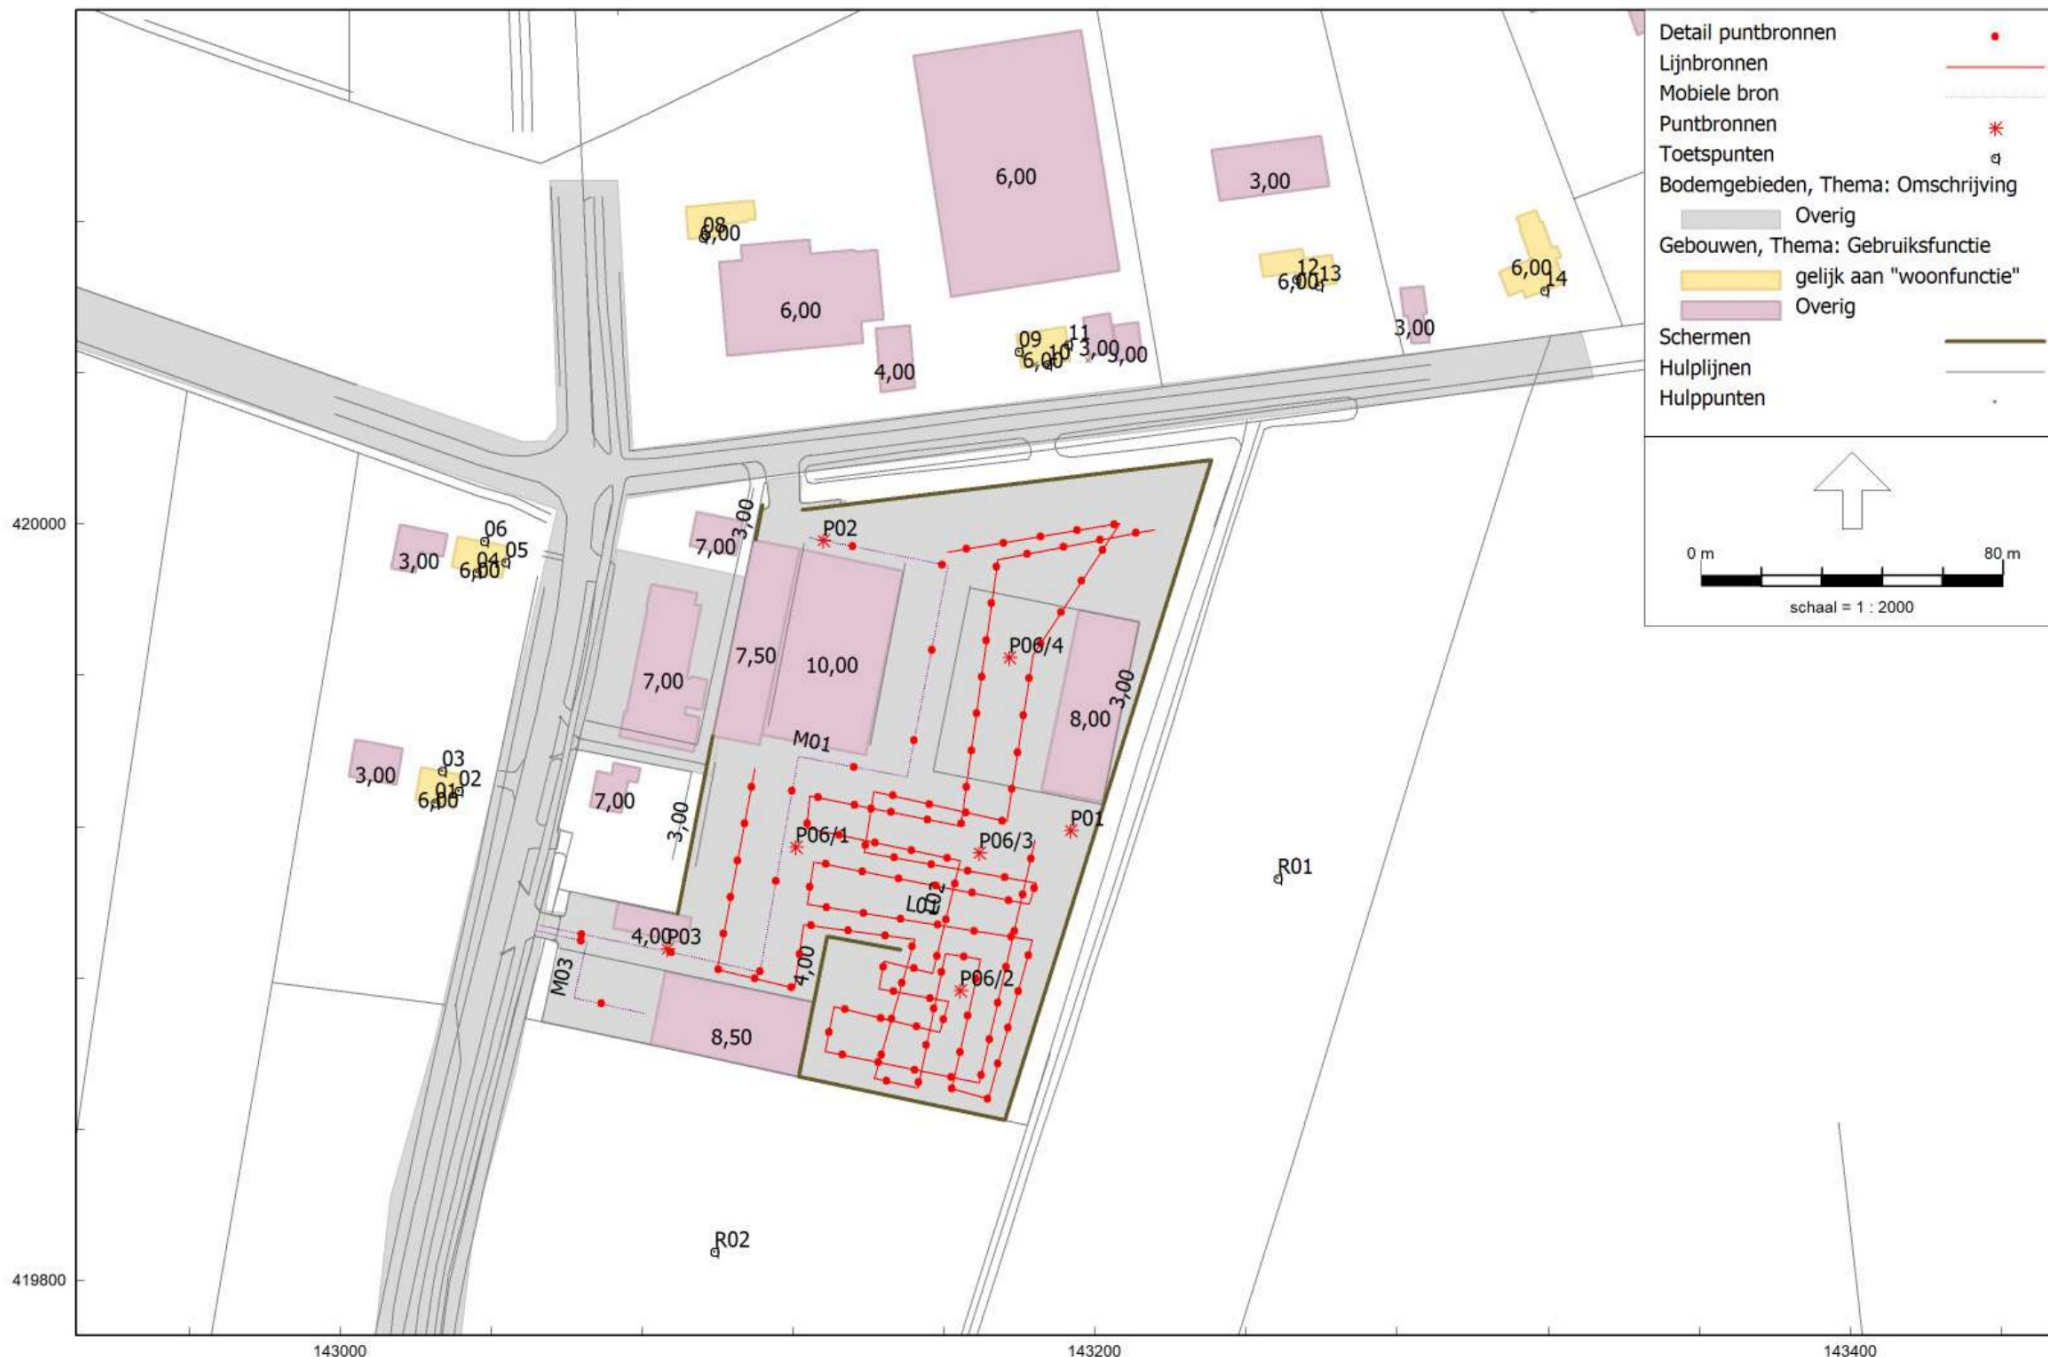 Detail puntbronnen
Lijnbronnen
Mobiele bron
Puntbronnen
Toetspunten
Bodemgebieden, Thema: Omschrijving
Overig
Gebouwen, Thema: Gebruiksfunctie
gelijk aan "woonfunctie"
Overig
Schermen
Hulplijnen
Hulppunten
0 m 80 m
schaal = 1 : 2000
6,00
3,00
08
6,00
6,00
12
13
6,00
6,00
14
09
11
10
6,00
3,00
3,00
4,00
3,00
420000
06
05
04
6,00
3,00
7,00
3,00
P02
7,50
10,00
7,00
P06/4
8,00
3,00
M01
03
02
01
6,00
3,00
7,00
3,00
P06/1
P06/3
P01
R01
L01
L02
4,00
P03
4,00
M03
P06/2
8,50
R02
419800
143000
143200
143400